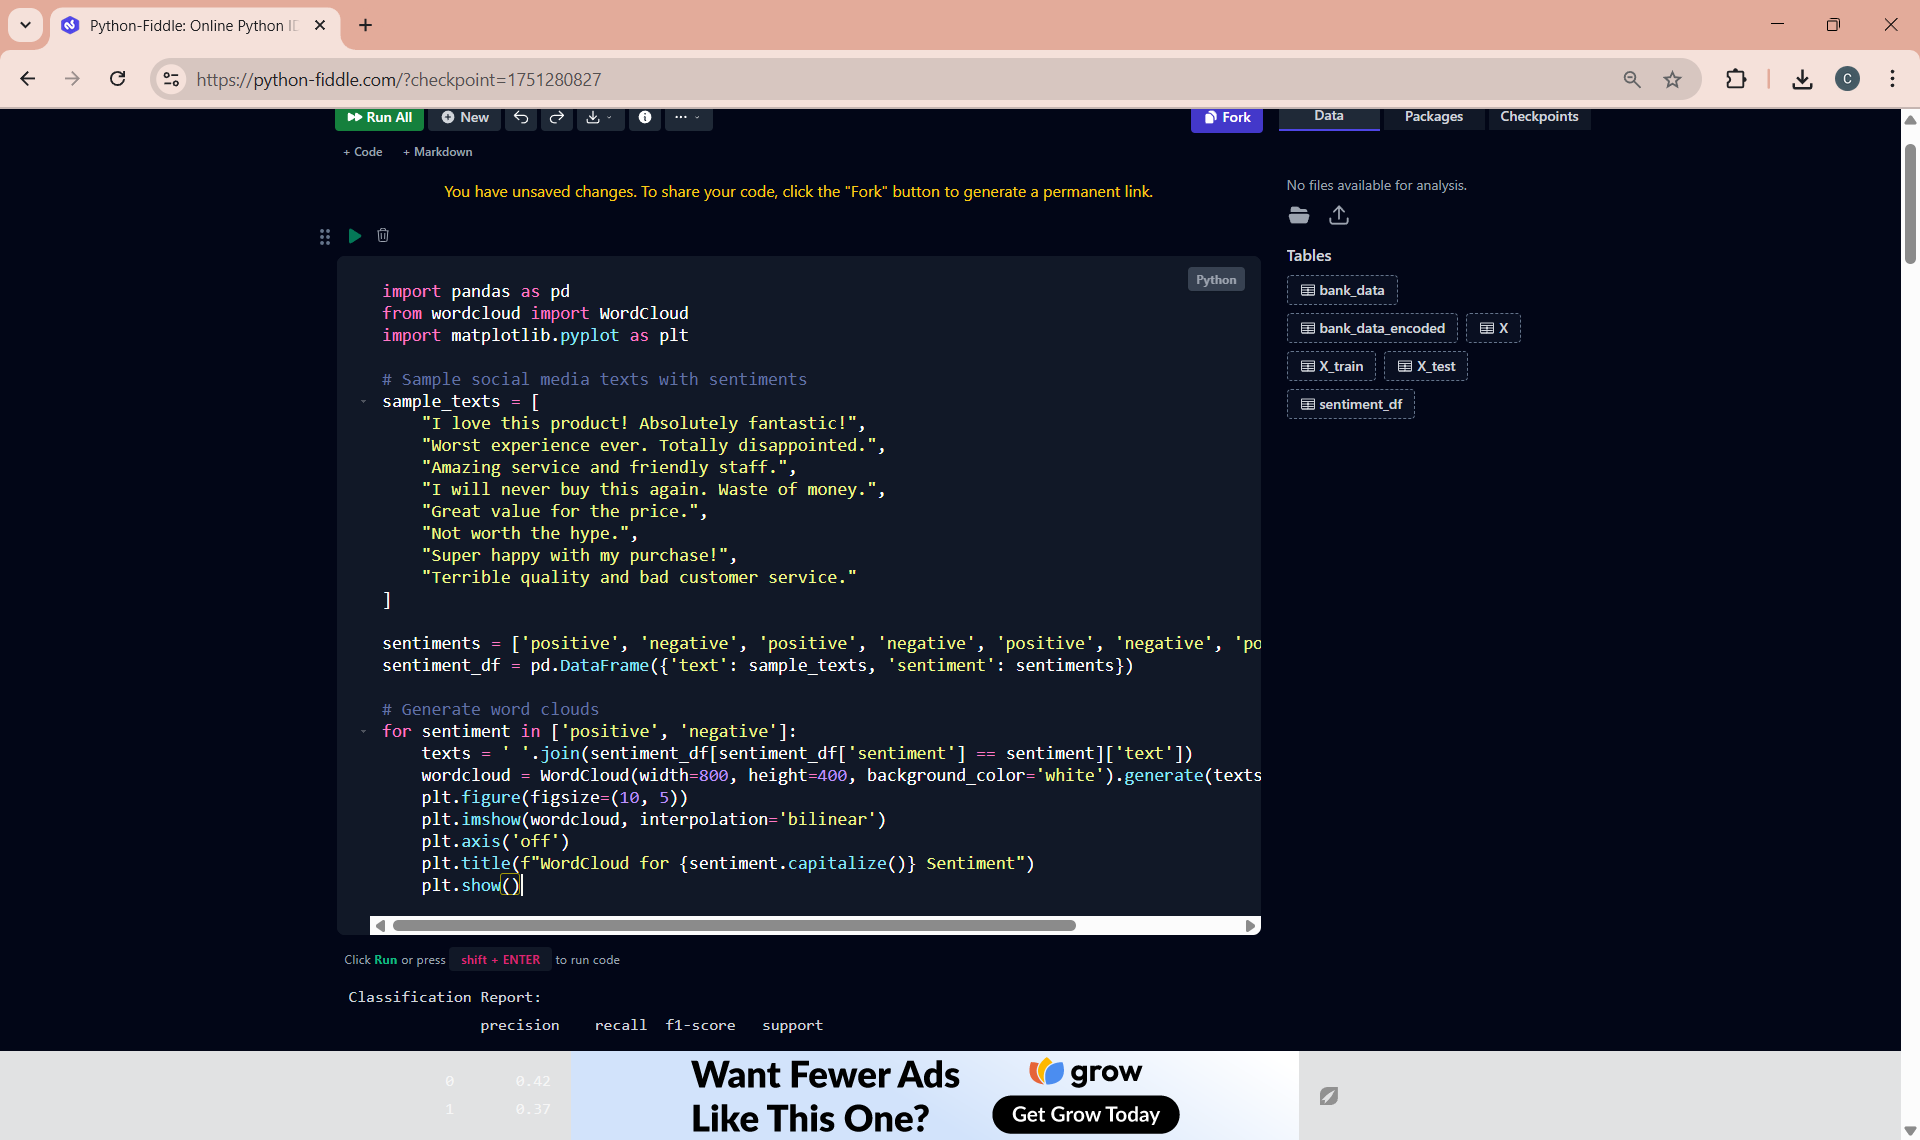 Python-Fiddle: Online Python ID
https://python-fiddle.com/?checkpoint=1751280827
C
Run All
New
Fork
Data
Packages
Checkpoints
+ Code
+ Markdown
You have unsaved changes. To share your code, click the "Fork" button to generate a permanent link.
No files available for analysis.
Tables
bank_data
bank_data_encoded
X
X_train
X_test
sentiment_df
Python
import pandas as pd
from wordcloud import WordCloud
import matplotlib.pyplot as plt
# Sample social media texts with sentiments
sample_texts = [
    "I love this product! Absolutely fantastic!",
    "Worst experience ever. Totally disappointed.",
    "Amazing service and friendly staff.",
    "I will never buy this again. Waste of money.",
    "Great value for the price.",
    "Not worth the hype.",
    "Super happy with my purchase!",
    "Terrible quality and bad customer service."
]
sentiments = ['positive', 'negative', 'positive', 'negative', 'positive', 'negative', 'po
sentiment_df = pd.DataFrame({'text': sample_texts, 'sentiment': sentiments})
# Generate word clouds
for sentiment in ['positive', 'negative']:
    texts = ' '.join(sentiment_df[sentiment_df['sentiment'] == sentiment]['text'])
    wordcloud = WordCloud(width=800, height=400, background_color='white').generate(texts
    plt.figure(figsize=(10, 5))
    plt.imshow(wordcloud, interpolation='bilinear')
    plt.axis('off')
    plt.title(f"WordCloud for {sentiment.capitalize()} Sentiment")
    plt.show()
Click Run or press shift + ENTER to run code
Classification Report:
precision recall f1-score support
0 0.42
1 0.37
Want Fewer Ads
Like This One?
grow
Get Grow Today